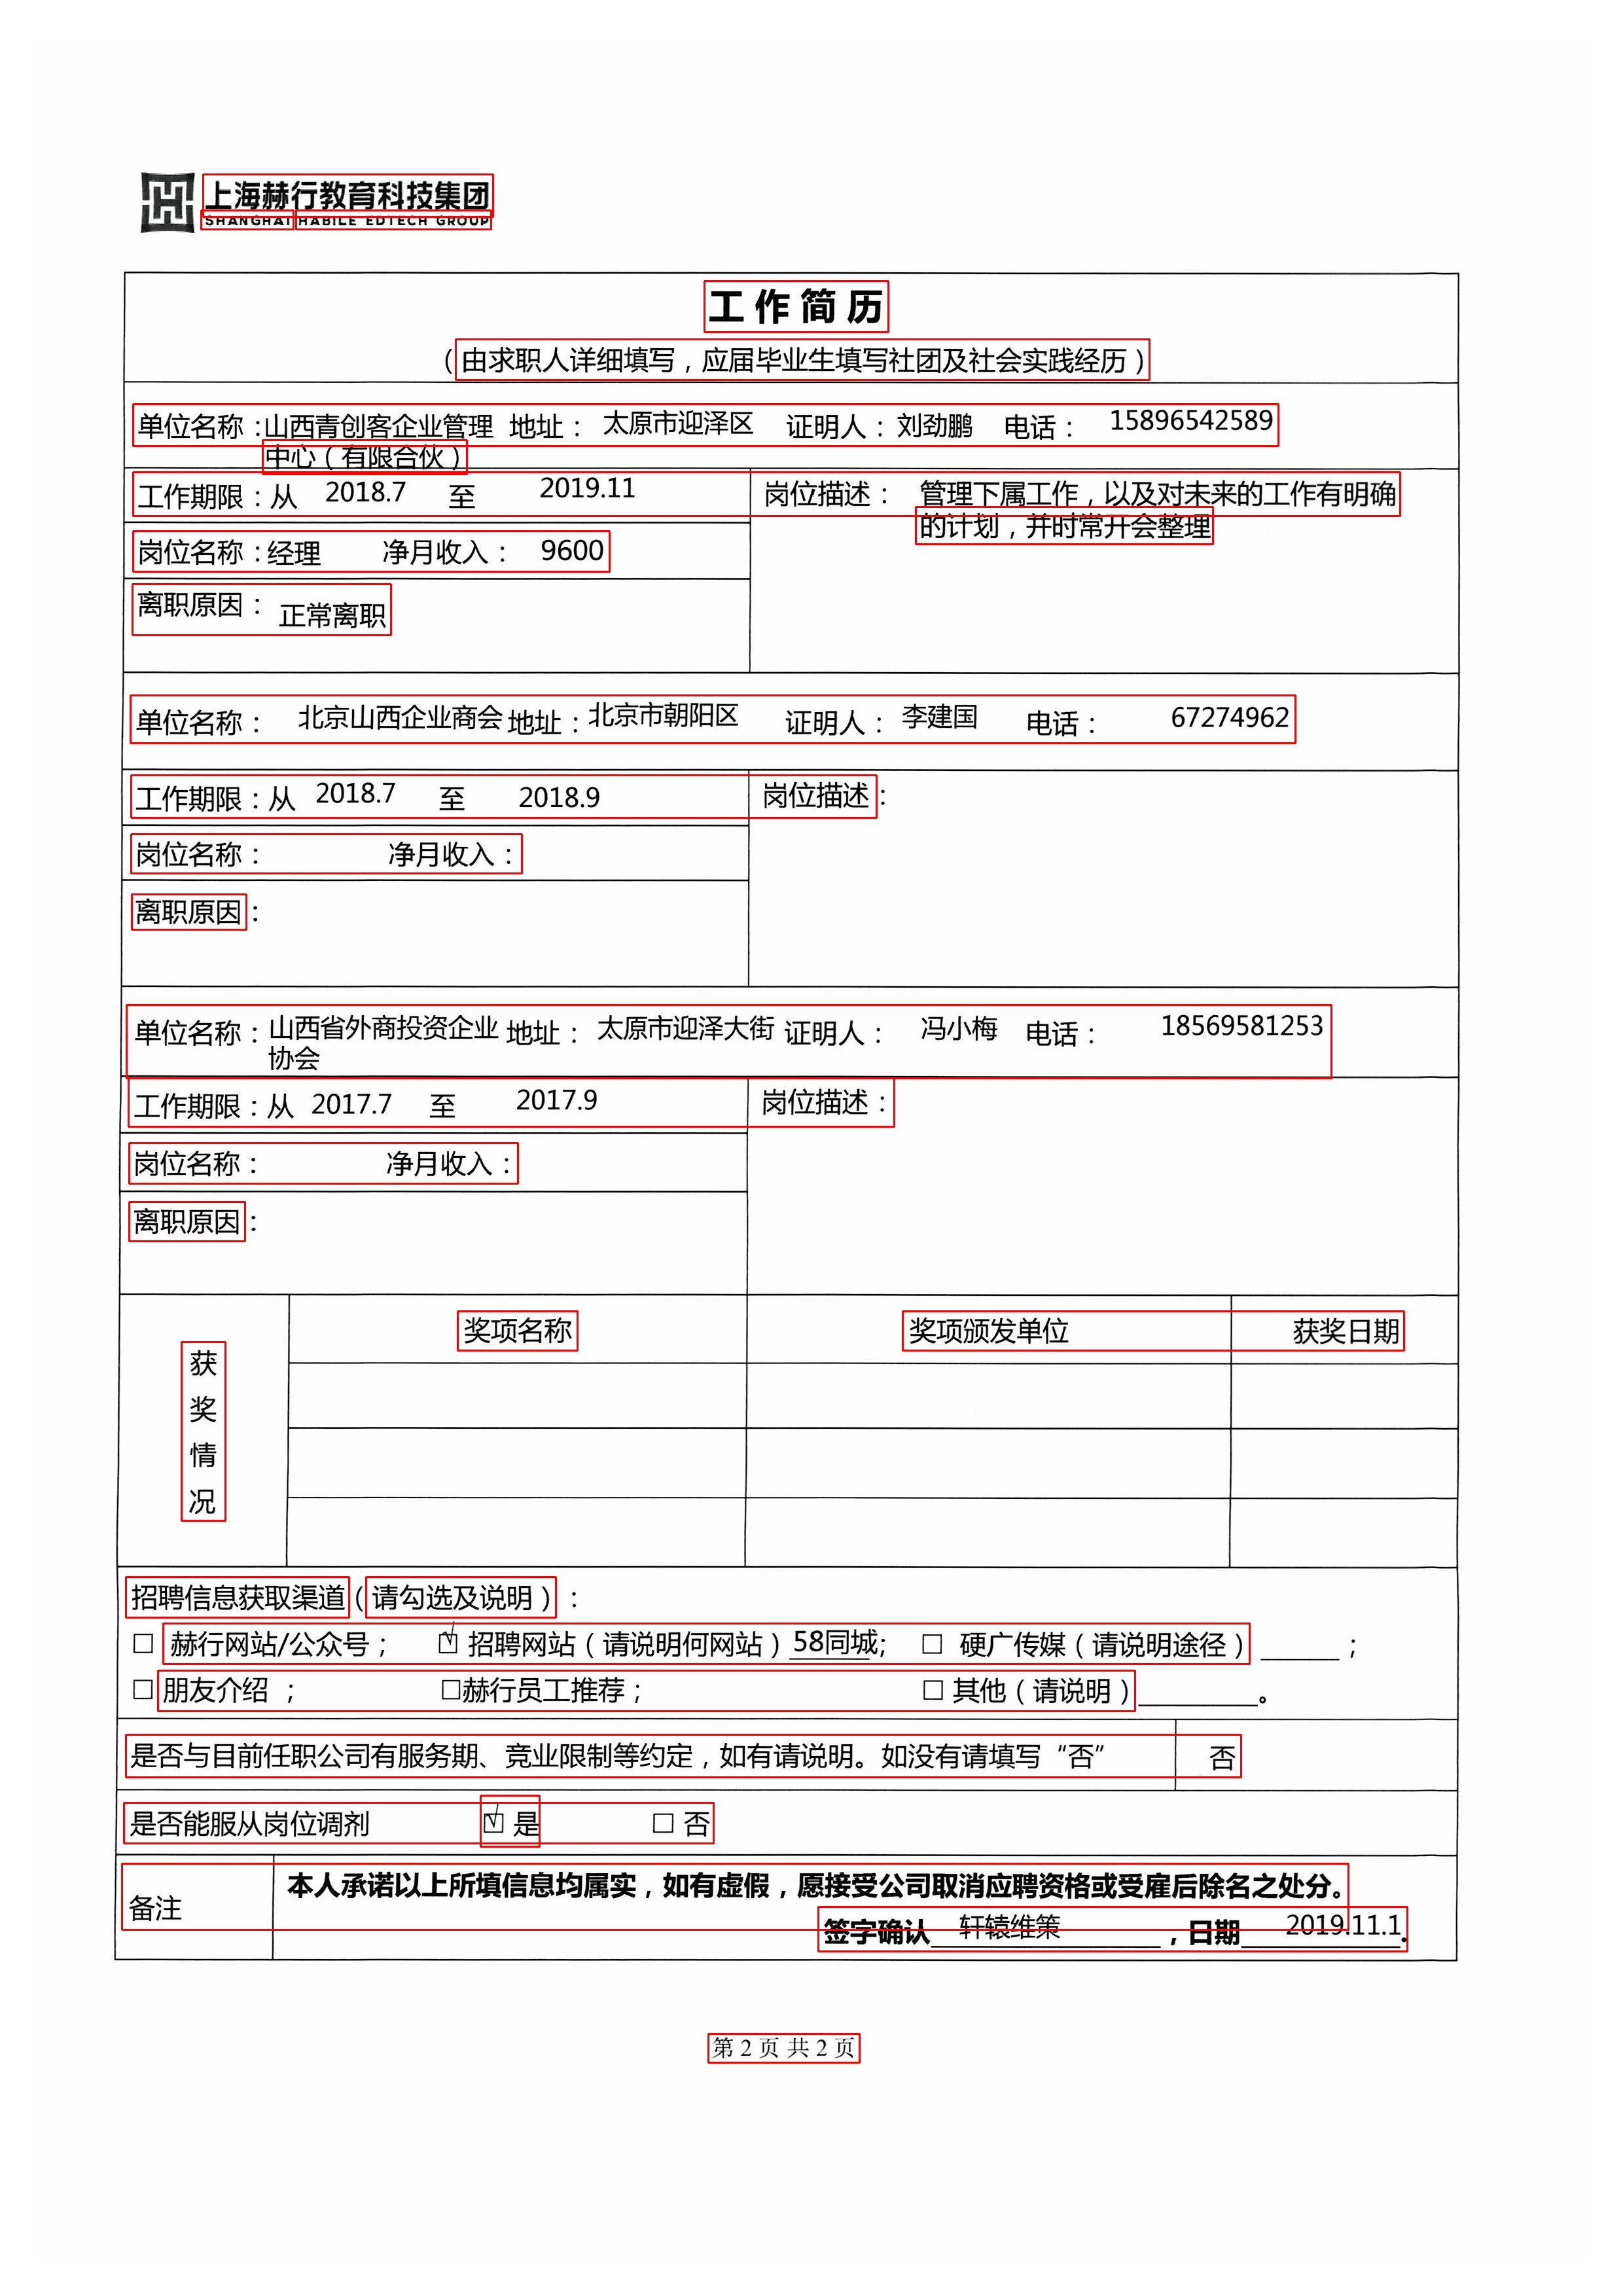 上海赫行教育科技集团
SHANGHAI HABILE EDTECH GROUP
工作简历
（由求职人详细填写，应届毕业生填写社团及社会实践经历）
单位名称：山西青创客企业管理 地址： 太原市迎泽区 证明人：刘劲鹏 电话： 15896542589
中心（有限合伙）
工作期限：从 2018.7 至 2019.11 岗位描述： 管理下属工作，以及对未来的工作有明确
的计划，并时常开会整理
岗位名称：经理 净月收入： 9600
离职原因： 正常离职
单位名称： 北京山西企业商会 地址：北京市朝阳区 证明人： 李建国 电话： 67274962
工作期限：从 2018.7 至 2018.9 岗位描述：
岗位名称： 净月收入：
离职原因：
单位名称：山西省外商投资企业 地址： 太原市迎泽大街 证明人： 冯小梅 电话： 18569581253
协会
工作期限：从 2017.7 至 2017.9 岗位描述：
岗位名称： 净月收入：
离职原因：
奖项名称 奖项颁发单位 获奖日期
获
奖
情
况
招聘信息获取渠道（请勾选及说明）：
□ 赫行网站/公众号； ☑ 招聘网站（请说明何网站）58同城； □ 硬广传媒（请说明途径）______；
□ 朋友介绍 ； □赫行员工推荐； □ 其他（请说明）_________。
是否与目前任职公司有服务期、竞业限制等约定，如有请说明。如没有请填写“否” 否
是否能服从岗位调剂 ☑ 是 □ 否
备注 本人承诺以上所填信息均属实，如有虚假，愿接受公司取消应聘资格或受雇后除名之处分。
签字确认 轩辕维策 ，日期 2019.11.1.
第 2 页 共 2 页